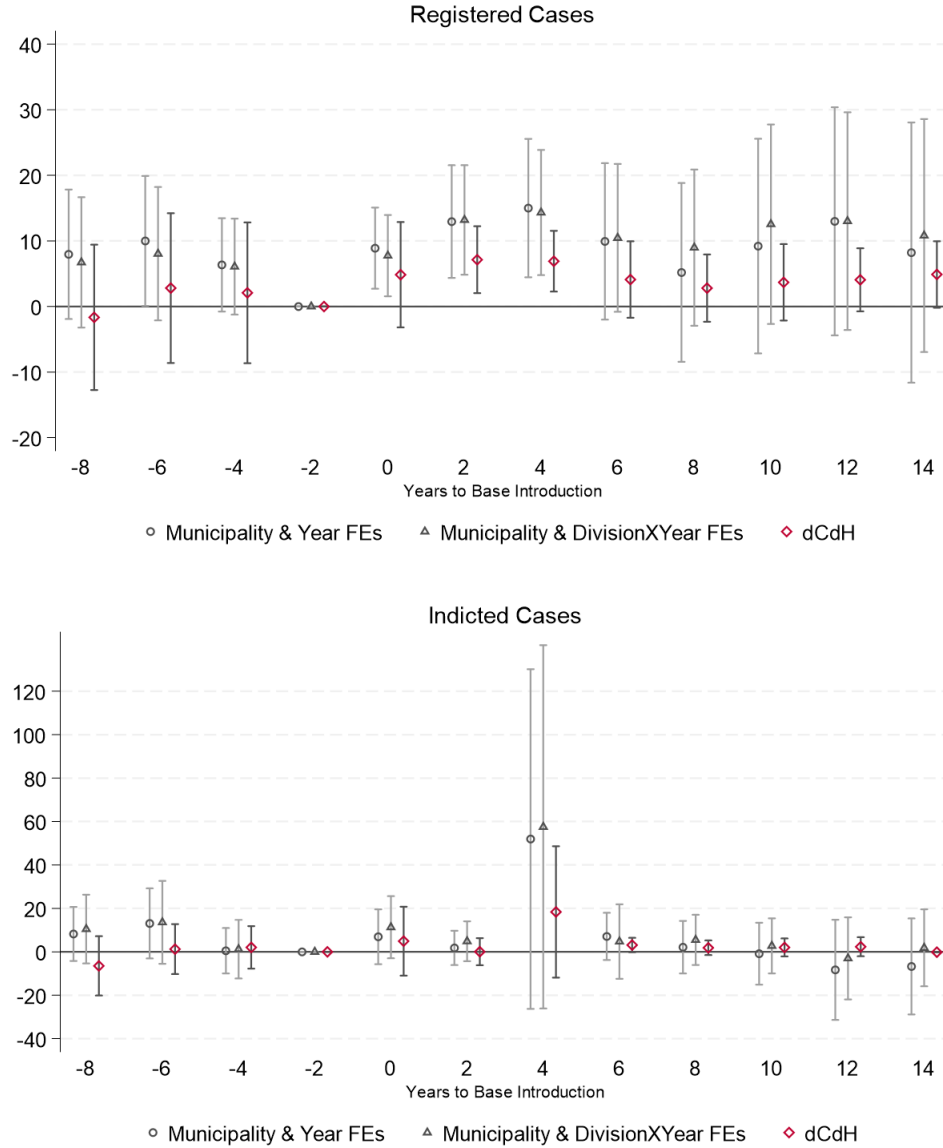 Registered Cases
40
30
20
10
0
-10
-20
-8 -6 -4 -2 0 2 4 6 8 10 12 14
Years to Base Introduction
Municipality & Year FEs Municipality & DivisionXYear FEs dCdH
Indicted Cases
120
100
80
60
40
20
0
-20
-40
-8 -6 -4 -2 0 2 4 6 8 10 12 14
Years to Base Introduction
Municipality & Year FEs Municipality & DivisionXYear FEs dCdH